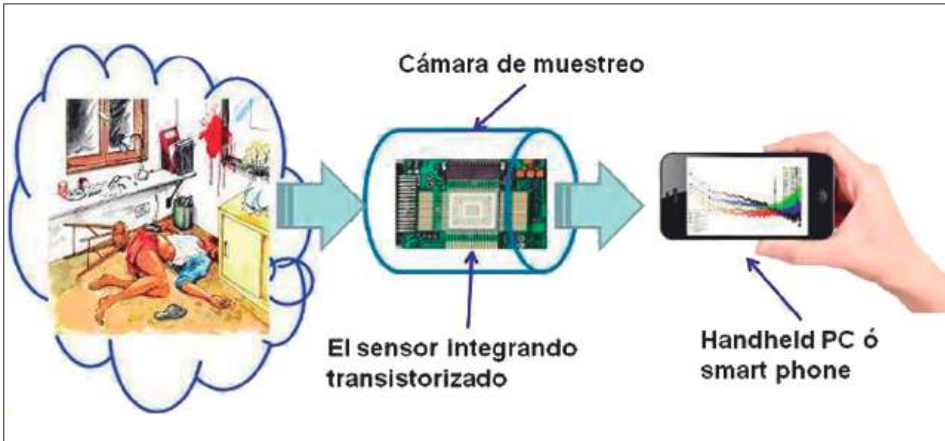 Cámara de muestreo
El sensor integrando
transistorizado
Handheld PC ó
smart phone